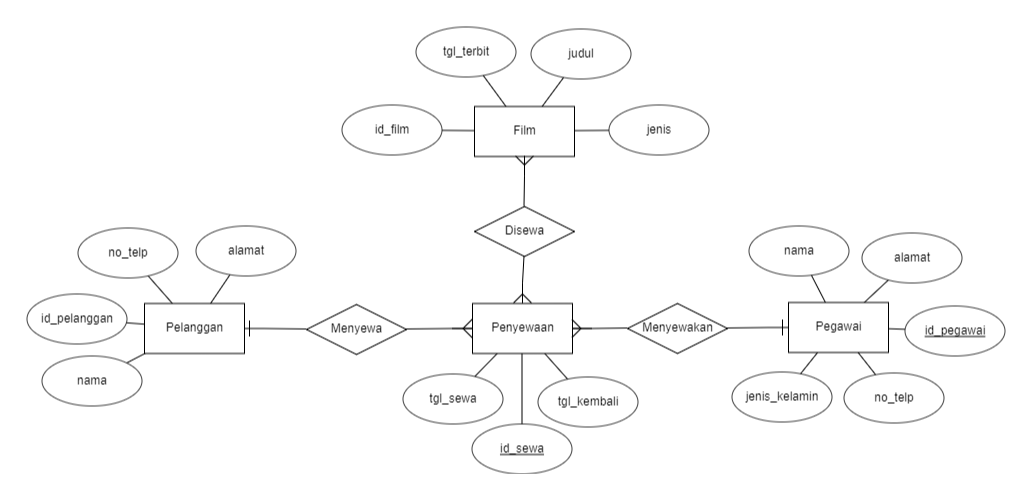 tgl_terbit
judul
id_film
Film
jenis
Disewa
no_telp
alamat
nama
alamat
id_pelanggan
Pelanggan
Menyewa
Penyewaan
Menyewakan
Pegawai
id_pegawai
nama
tgl_sewa
tgl_kembali
jenis_kelamin
no_telp
id_sewa